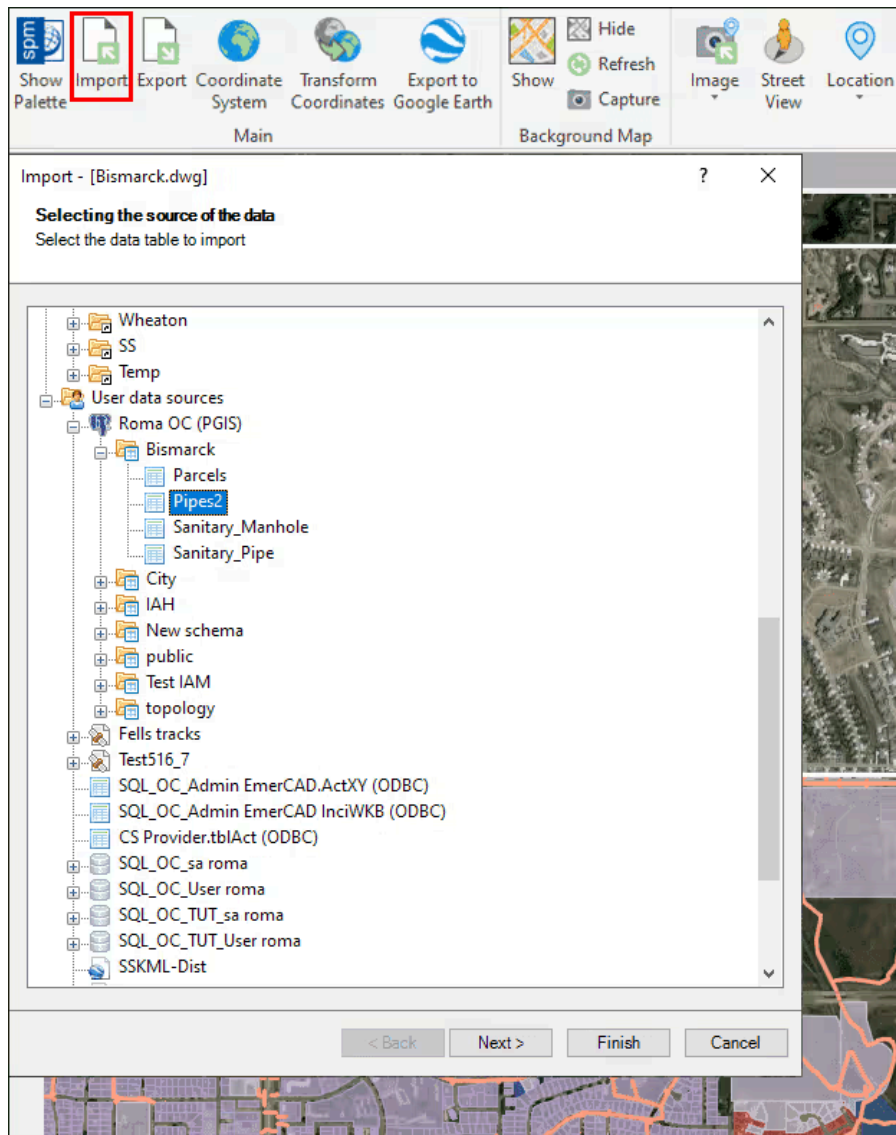 spm
Show Palette
Import
Export
Coordinate System
Transform Coordinates
Export to Google Earth
Main
Show
Hide
Refresh
Capture
Background Map
Image
Street View
Location
Import - [Bismarck.dwg]
?
Selecting the source of the data
Select the data table to import
Wheaton
SS
Temp
User data sources
Roma OC (PGIS)
Bismarck
Parcels
Pipes2
Sanitary_Manhole
Sanitary_Pipe
City
IAH
New schema
public
Test IAM
topology
Fells tracks
Test516_7
SQL_OC_Admin EmerCAD.ActXY (ODBC)
SQL_OC_Admin EmerCAD InciWKB (ODBC)
CS Provider.tblAct (ODBC)
SQL_OC_sa roma
SQL_OC_User roma
SQL_OC_TUT_sa roma
SQL_OC_TUT_User roma
SSKML-Dist
< Back
Next >
Finish
Cancel